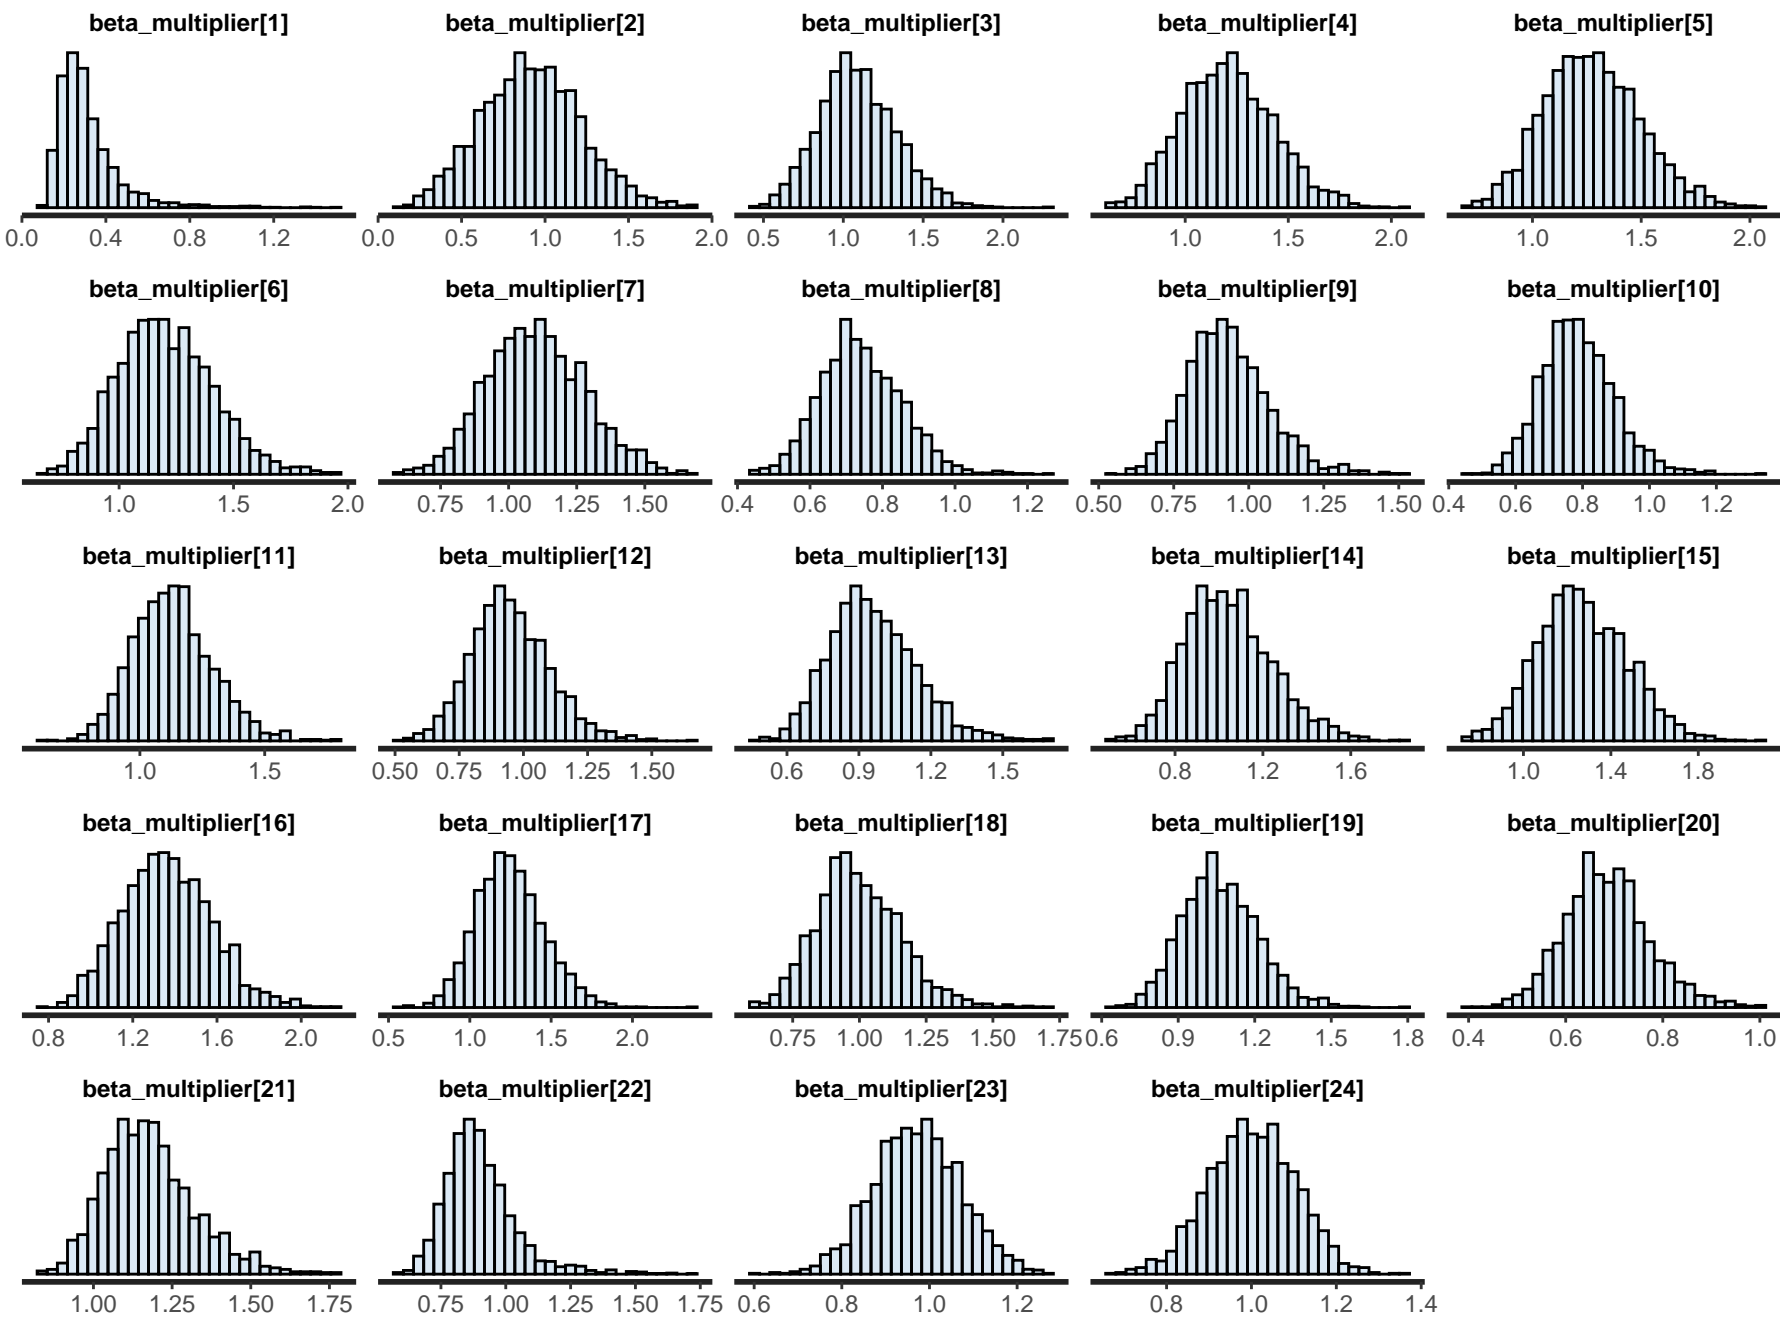 beta_multiplier[1] beta_multiplier[2] beta_multiplier[3] beta_multiplier[4] beta_multiplier[5]
0.0 0.4 0.8 1.2 0.0 0.5 1.0 1.5 2.0 0.5 1.0 1.5 2.0 1.0 1.5 2.0 1.0 1.5 2.0
beta_multiplier[6] beta_multiplier[7] beta_multiplier[8] beta_multiplier[9] beta_multiplier[10]
1.0 1.5 2.0 0.75 1.00 1.25 1.50 0.4 0.6 0.8 1.0 1.2 0.50 0.75 1.00 1.25 1.50 0.4 0.6 0.8 1.0 1.2
beta_multiplier[11] beta_multiplier[12] beta_multiplier[13] beta_multiplier[14] beta_multiplier[15]
1.0 1.5 0.50 0.75 1.00 1.25 1.50 0.6 0.9 1.2 1.5 0.8 1.2 1.6 1.0 1.4 1.8
beta_multiplier[16] beta_multiplier[17] beta_multiplier[18] beta_multiplier[19] beta_multiplier[20]
0.8 1.2 1.6 2.0 0.5 1.0 1.5 2.0 0.75 1.00 1.25 1.50 1.75 0.6 0.9 1.2 1.5 1.8 0.4 0.6 0.8 1.0
beta_multiplier[21] beta_multiplier[22] beta_multiplier[23] beta_multiplier[24]
1.00 1.25 1.50 1.75 0.75 1.00 1.25 1.50 1.75 0.6 0.8 1.0 1.2 0.8 1.0 1.2 1.4